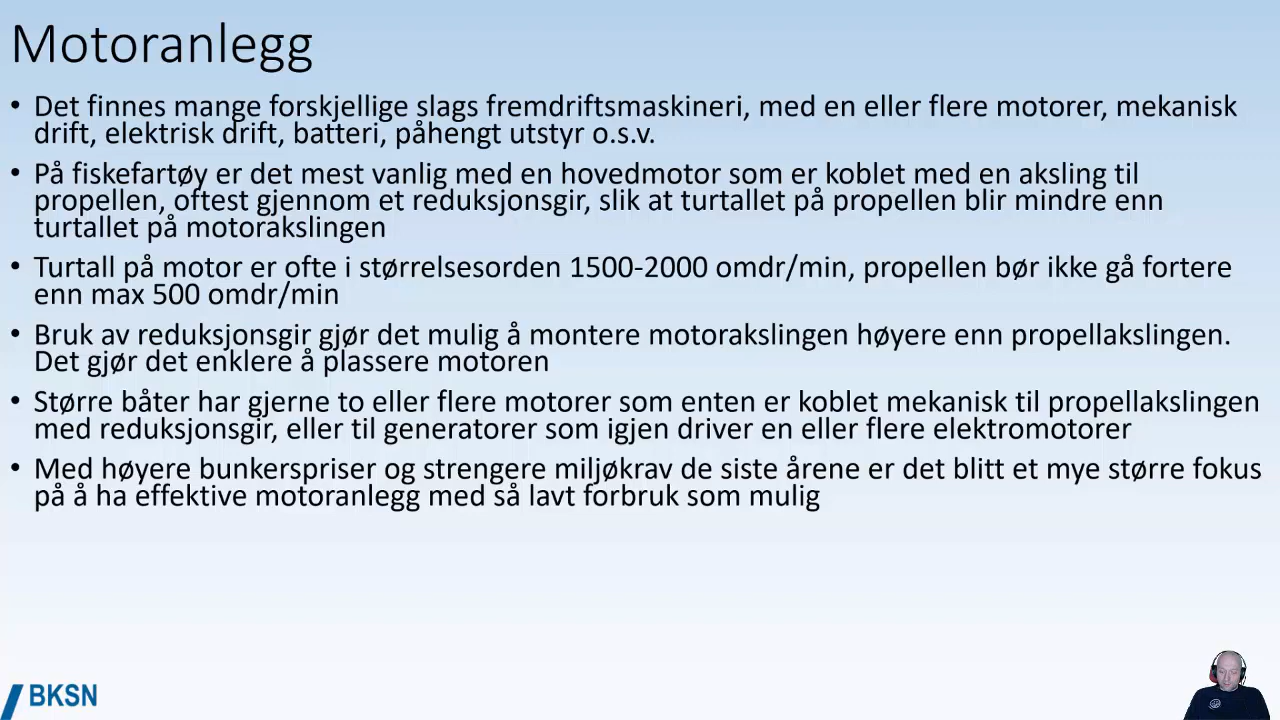 Motoranlegg
• Det finnes mange forskjellige slags fremdriftsmaskineri, med en eller flere motorer, mekanisk
drift, elektrisk drift, batteri, påhengt utstyr o.s.v.
• På fiskefartøy er det mest vanlig med en hovedmotor som er koblet med en aksling til
propellen, oftest gjennom et reduksjonsgir, slik at turtallet på propellen blir mindre enn
turtallet på motorakslingen
• Turtall på motor er ofte i størrelsesorden 1500-2000 omdr/min, propellen bør ikke gå fortere
enn max 500 omdr/min
• Bruk av reduksjonsgir gjør det mulig å montere motorakslingen høyere enn propellakslingen.
Det gjør det enklere å plassere motoren
• Større båter har gjerne to eller flere motorer som enten er koblet mekanisk til propellakslingen
med reduksjonsgir, eller til generatorer som igjen driver en eller flere elektromotorer
• Med høyere bunkerspriser og strengere miljøkrav de siste årene er det blitt et mye større fokus
på å ha effektive motoranlegg med så lavt forbruk som mulig
BKSN